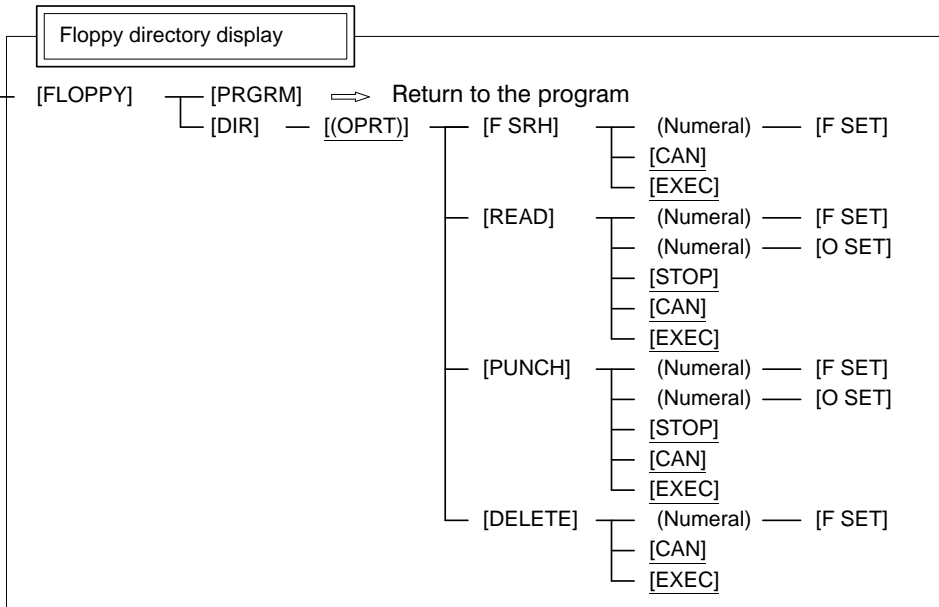 Floppy directory display
[FLOPPY] [PRGRM] Return to the program
[DIR] [(OPRT)] [F SRH] (Numeral) [F SET]
[CAN]
[EXEC]
[READ] (Numeral) [F SET]
(Numeral) [O SET]
[STOP]
[CAN]
[EXEC]
[PUNCH] (Numeral) [F SET]
(Numeral) [O SET]
[STOP]
[CAN]
[EXEC]
[DELETE] (Numeral) [F SET]
[CAN]
[EXEC]